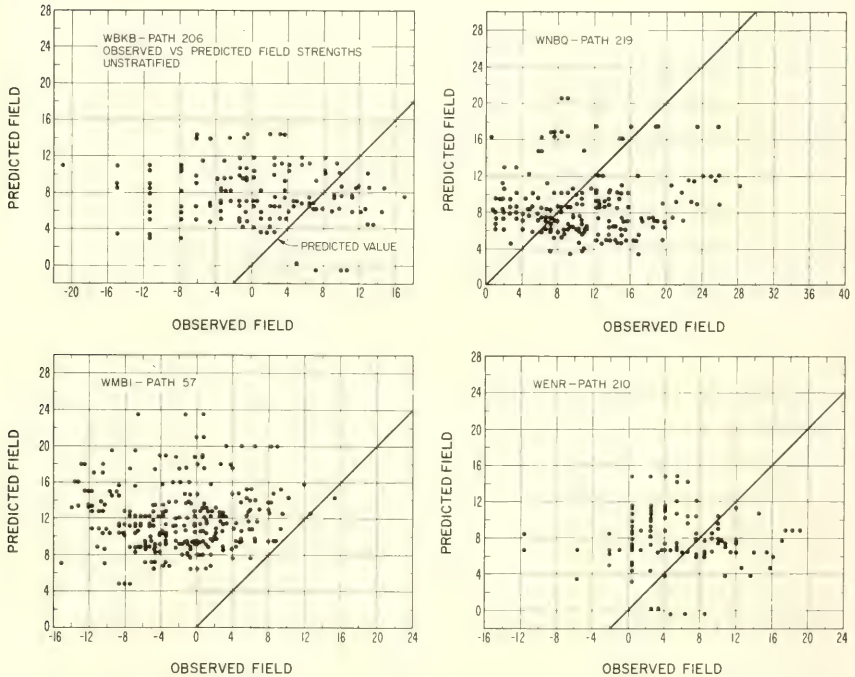 WBKB-PATH 206
OBSERVED VS PREDICTED FIELD STRENGTHS
UNSTRATIFIED
PREDICTED FIELD
28
24
20
16
12
8
4
0
PREDICTED VALUE
-20 -16 -12 -8 -4 0 4 8 12 16
OBSERVED FIELD
WNBQ-PATH 219
PREDICTED FIELD
28
24
20
16
12
8
4
0
0 4 8 12 16 20 24 28 32 36 40
OBSERVED FIELD
WMBI-PATH 57
PREDICTED FIELD
28
24
20
16
12
8
4
0
-16 -12 -8 -4 0 4 8 12 16 20 24
OBSERVED FIELD
WENR-PATH 210
PREDICTED FIELD
28
24
20
16
12
8
4
0
-16 -12 -8 -4 0 4 8 12 16 20 24
OBSERVED FIELD